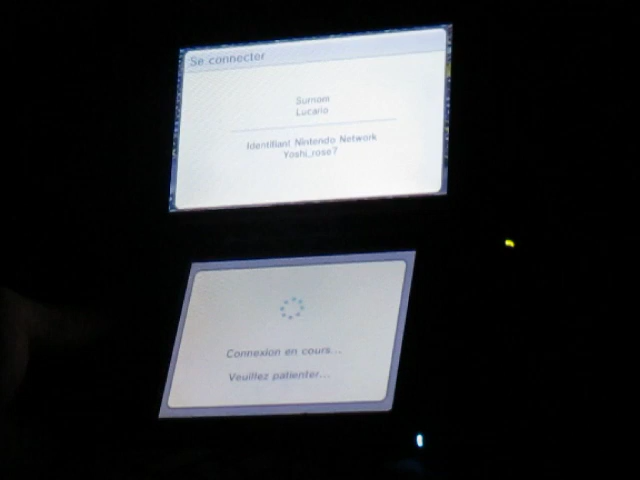 Se connecter
Surnom
Lucario
Identifiant Nintendo Network
Yoshi_rose7
Connexion en cours...
Veuillez patienter...